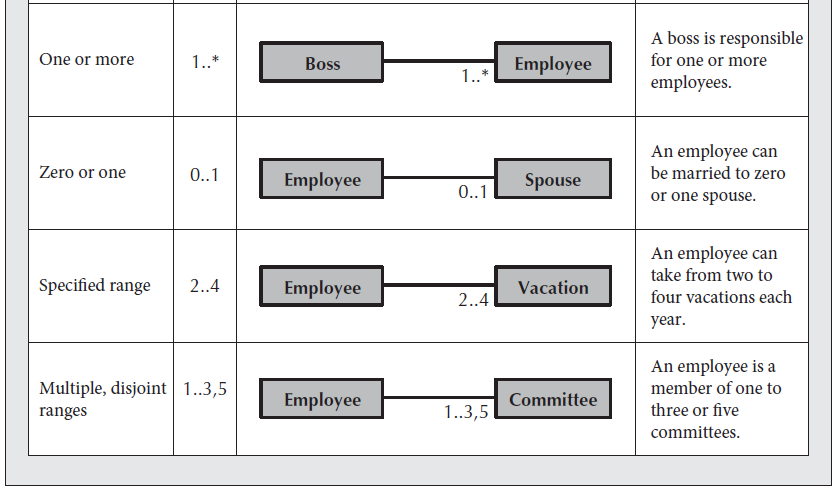 One or more
1..*
Boss
1..*
Employee
A boss is responsible
for one or more
employees.
Zero or one
0..1
Employee
0..1
Spouse
An employee can
be married to zero
or one spouse.
Specified range
2..4
Employee
2..4
Vacation
An employee can
take from two to
four vacations each
year.
Multiple, disjoint
ranges
1..3,5
Employee
1..3,5
Committee
An employee is a
member of one to
three or five
committees.